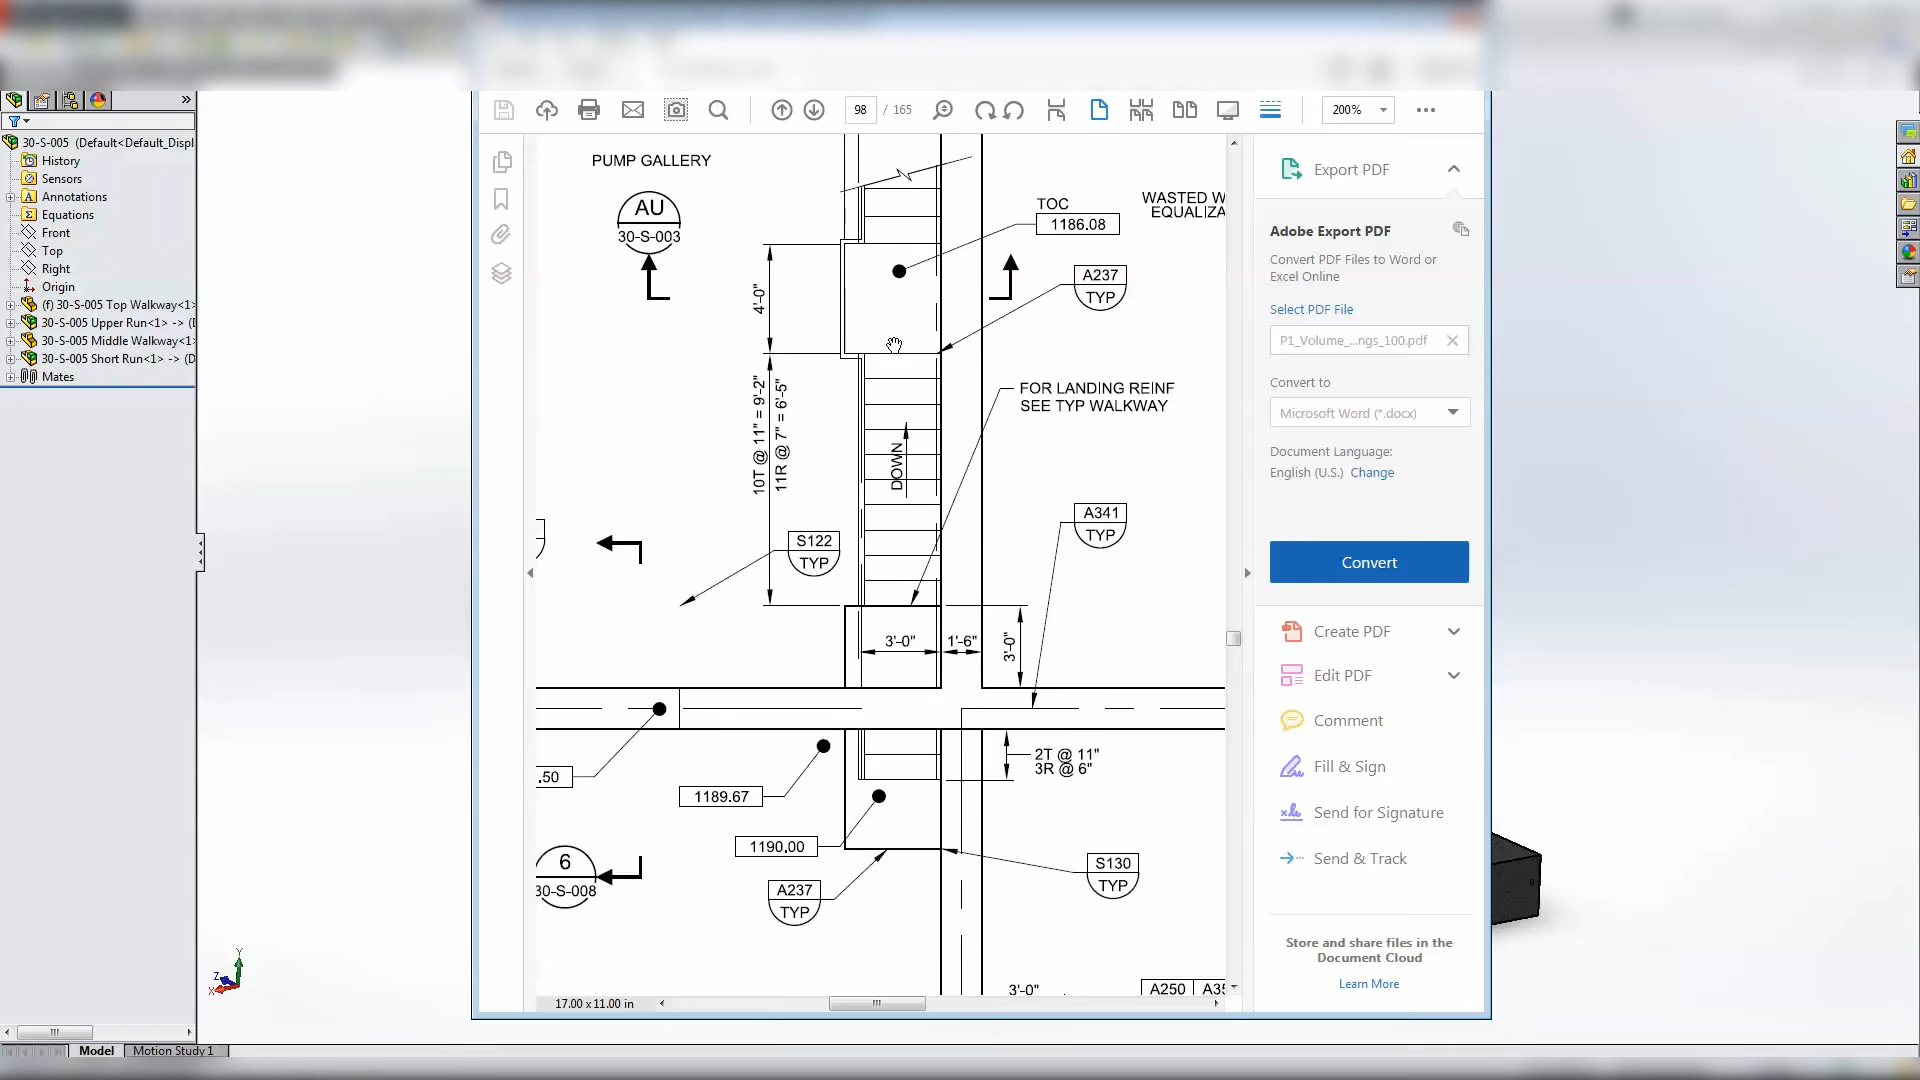 30-S-005 (Default<Default_Displ
History
Sensors
Annotations
Equations
Front
Top
Right
Origin
(f) 30-S-005 Top Walkway<1>
30-S-005 Upper Run<1> -> (D
30-S-005 Middle Walkway<1>
30-S-005 Short Run<1> -> (D
Mates
Model
Motion Study 1
Y
Z
X
98 / 165
200%
PUMP GALLERY
AU
30-S-003
TOC
1186.08
WASTED W
EQUALIZA
A237
TYP
4'-0"
10T @ 11" = 9'-2"
11R @ 7" = 6'-5"
DOWN
FOR LANDING REINF
SEE TYP WALKWAY
A341
TYP
S122
TYP
3'-0"
1'-6"
3'-0"
2T @ 11"
3R @ 6"
.50
1189.67
1190.00
6
30-S-008
A237
TYP
S130
TYP
3'-0"
A250
A35
17.00 x 11.00 in
Export PDF
Adobe Export PDF
Convert PDF Files to Word or
Excel Online
Select PDF File
P1_Volume_...ngs_100.pdf
Convert to
Microsoft Word (*.docx)
Document Language:
English (U.S.) Change
Convert
Create PDF
Edit PDF
Comment
Fill & Sign
Send for Signature
Send & Track
Store and share files in the
Document Cloud
Learn More